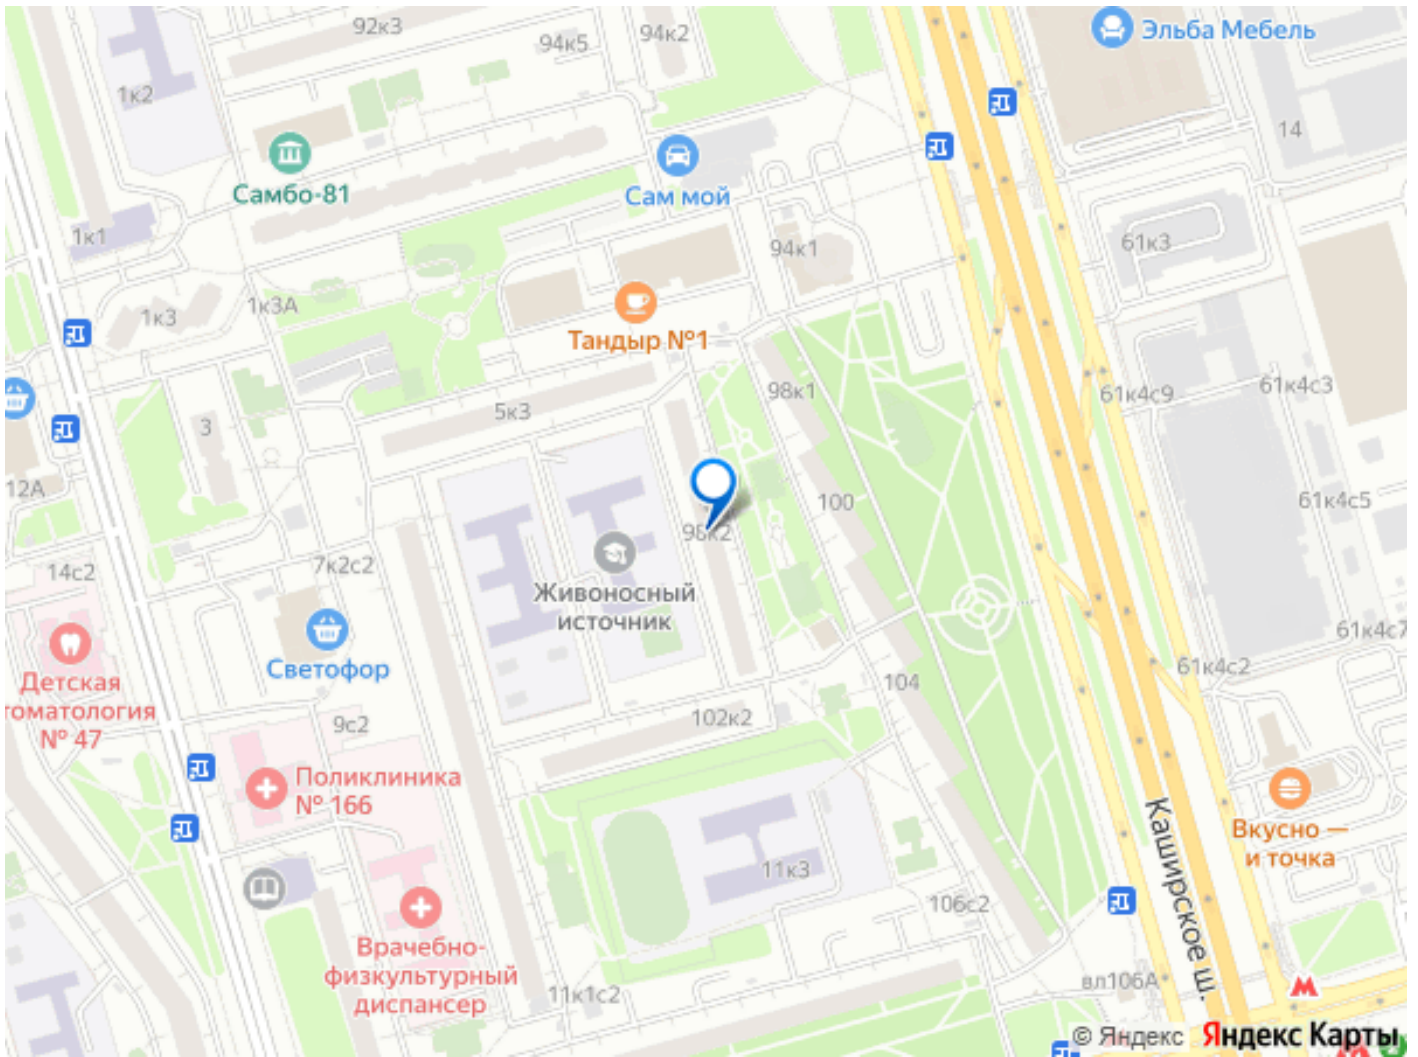 92к3
94к5
94к2
Эльба Мебель
1к2
14
Самбо-81
Сам мой
1к1
94к1
61к3
1к3А
1к3
Тандыр №1
98к1
61к4с9
61к4с3
5к3
3
12А
100
61к4с5
98к2
14с2
7к2с2
Живоносный
источник
Светофор
61к4с7
61к4с2
Детская
томатология
№ 47
104
102к2
9с2
Поликлиника
№ 166
Вкусно —
и точка
Каширское ш.
11к3
106с2
Врачебно-
физкультурный
диспансер
11к1с2
вл106А
© Яндекс Яндекс Карты